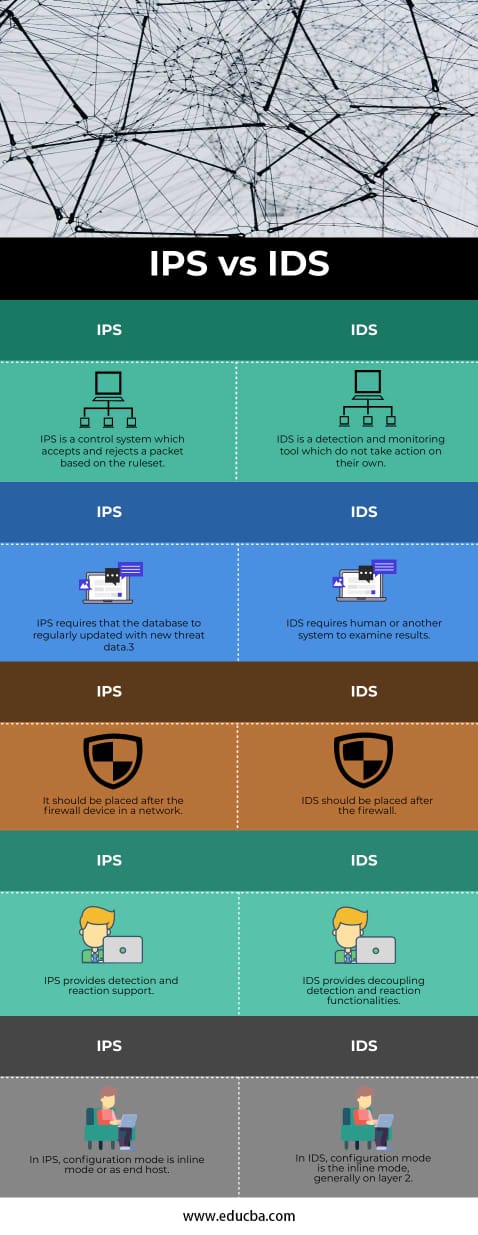 IPS vs IDS
IPS
IDS
IPS is a control system which
accepts and rejects a packet
based on the ruleset.
IDS is a detection and monitoring
tool which do not take action on
their own.
IPS
IDS
IPS requires that the database to
regularly updated with new threat
data.3
IDS requires human or another
system to examine results.
IPS
IDS
It should be placed after the
firewall device in a network.
IDS should be placed after
the firewall.
IPS
IDS
IPS provides detection and
reaction support.
IDS provides decoupling
detection and reaction
functionalities.
IPS
IDS
In IPS, configuration mode is inline
mode or as end host.
In IDS, configuration mode
is the inline mode,
generally on layer 2.
www.educba.com